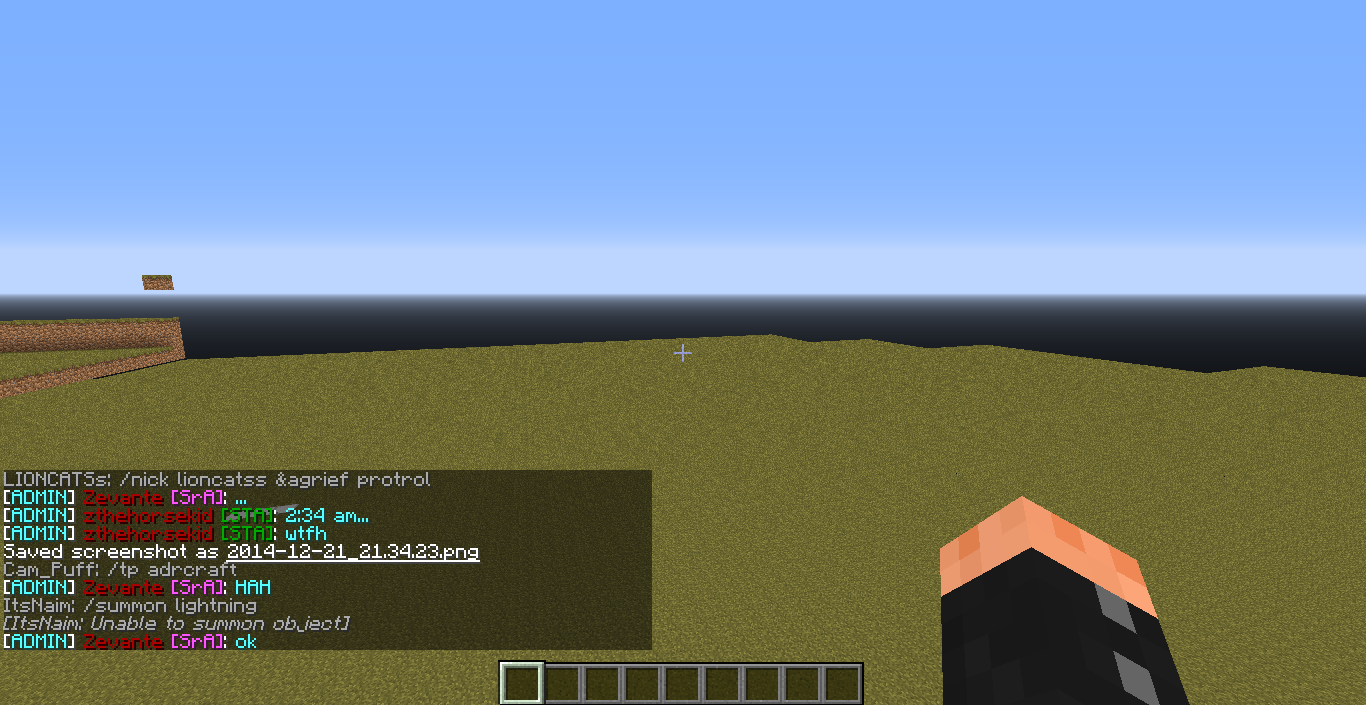 LIONCATSs: /nick lioncatss &agrief protrol
[ADMIN] Zevante [SrA]: ...
[ADMIN] zthehorsekid [STA]: 2:34 am...
[ADMIN] zthehorsekid [STA]: wtfh
Saved screenshot as 2014-12-21_21.34.23.png
Cam_Puff: /tp adrcraft
[ADMIN] Zevante [SrA]: HAH
ItsNaim: /summon lightning
[ItsNaim: Unable to summon object]
[ADMIN] Zevante [SrA]: ok